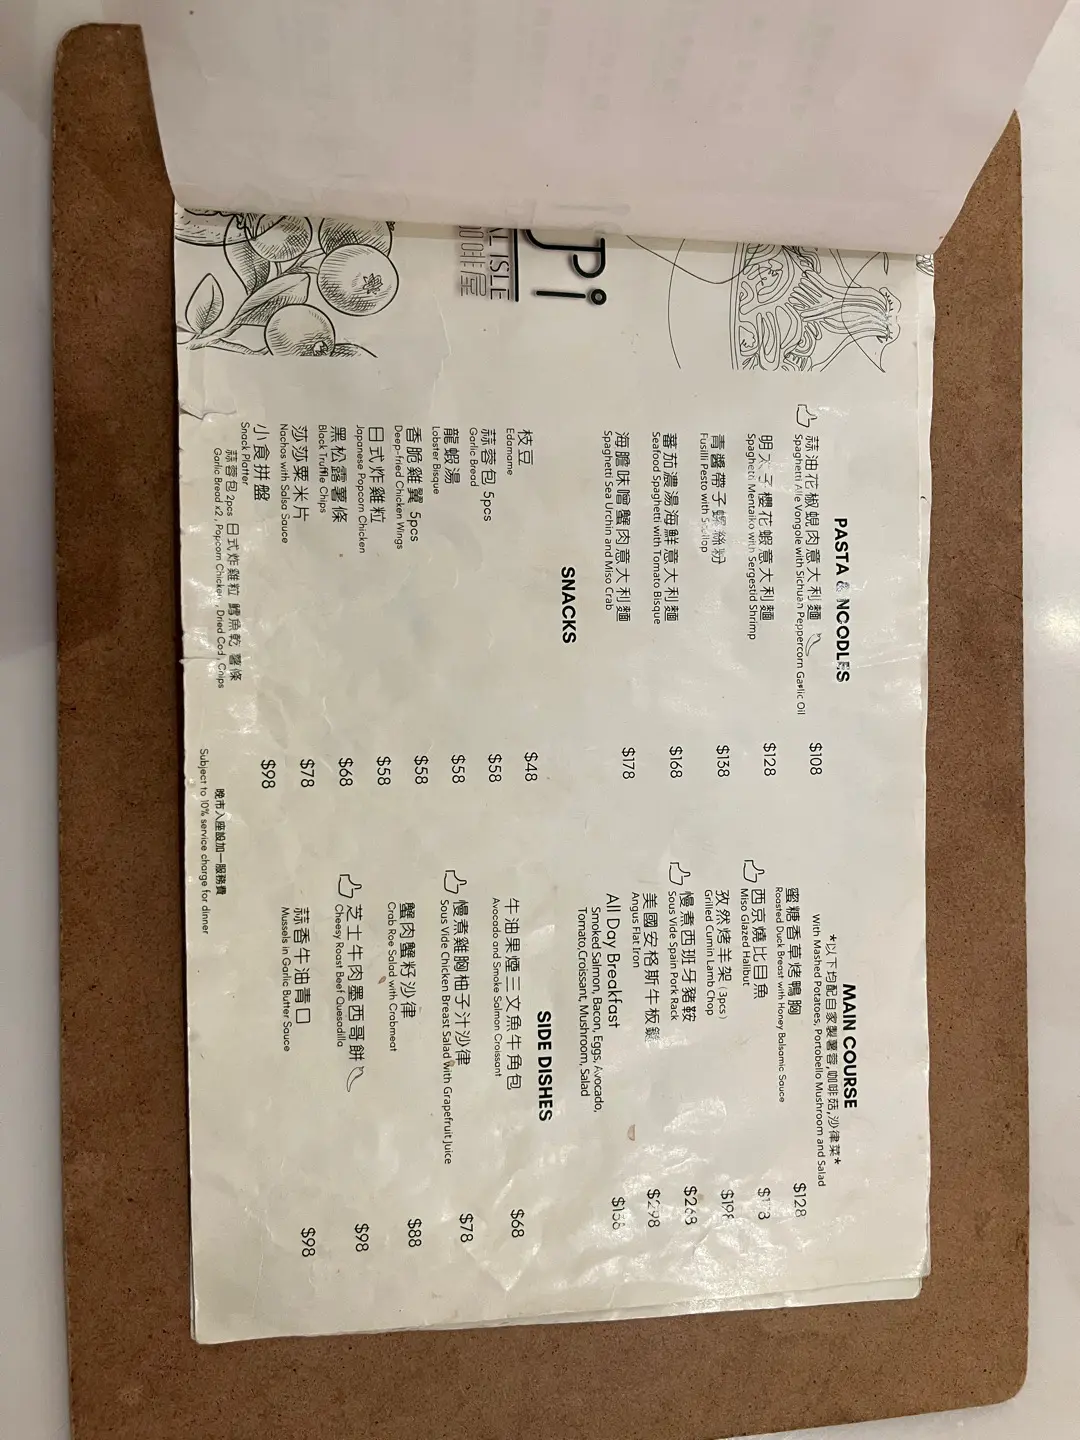 AL ISLE
咖啡屋
PASTA & NOODLES
蒜油花椒蜆肉意大利麵 $108
Spaghetti Alle Vongole with Sichuan Peppercorn Garlic Oil
明太子櫻花蝦意大利麵 $128
Spaghetti Mentaiko with Sergestid Shrimp
青醬帶子螺絲粉 $138
Fusilli Pesto with Scallop
蕃茄濃湯海鮮意大利麵 $168
Seafood Spaghetti with Tomato Bisque
海膽味噌蟹肉意大利麵 $178
Spaghetti Sea Urchin and Miso Crab
SNACKS
枝豆 $48
Edamame
蒜蓉包 5pcs $58
Garlic Bread
龍蝦湯 $58
Lobster Bisque
香脆雞翼 5pcs $58
Deep-fried Chicken Wings
日式炸雞粒 $58
Japanese Popcorn Chicken
黑松露薯條 $68
Black Truffle Chips
莎莎粟米片 $78
Nachos with Salsa Sauce
小食拼盤 $98
Snack Platter
蒜蓉包 2pcs 日式炸雞粒 鱈魚乾 薯條
Garlic Bread x2 , Popcorn Chicken , Dried Cod , Chips
MAIN COURSE
*以下均配自家製薯蓉,咖啡菇,沙律菜*
With Mashed Potatoes, Portobello Mushroom and Salad
蜜糖香草烤鴨胸 $128
Roasted Duck Breast with Honey Balsamic Sauce
西京燒比目魚
Miso Glazed Halibut
孜然烤羊架 (3pcs) $198
Grilled Cumin Lamb Chop
慢煮西班牙豬鞍 $268
Sous Vide Spain Pork Rack
美國安格斯牛板腱 $298
Angus Flat Iron
All Day Breakfast
Smoked Salmon, Bacon, Eggs, Avocado,
Tomato,Croissant, Mushroom, Salad
SIDE DISHES
牛油果煙三文魚牛角包 $68
Avocado and Smoke Salmon Croissant
慢煮雞胸柚子汁沙律 $78
Sous Vide Chicken Breast Salad with Grapefruit Juice
蟹肉蟹籽沙律 $88
Crab Roe Salad with Crabmeat
芝士牛肉墨西哥餅 $98
Cheesy Roast Beef Quesadilla
蒜香牛油青口 $98
Mussels in Garlic Butter Sauce
晚市入座設加一服務費
Subject to 10% service charge for dinner